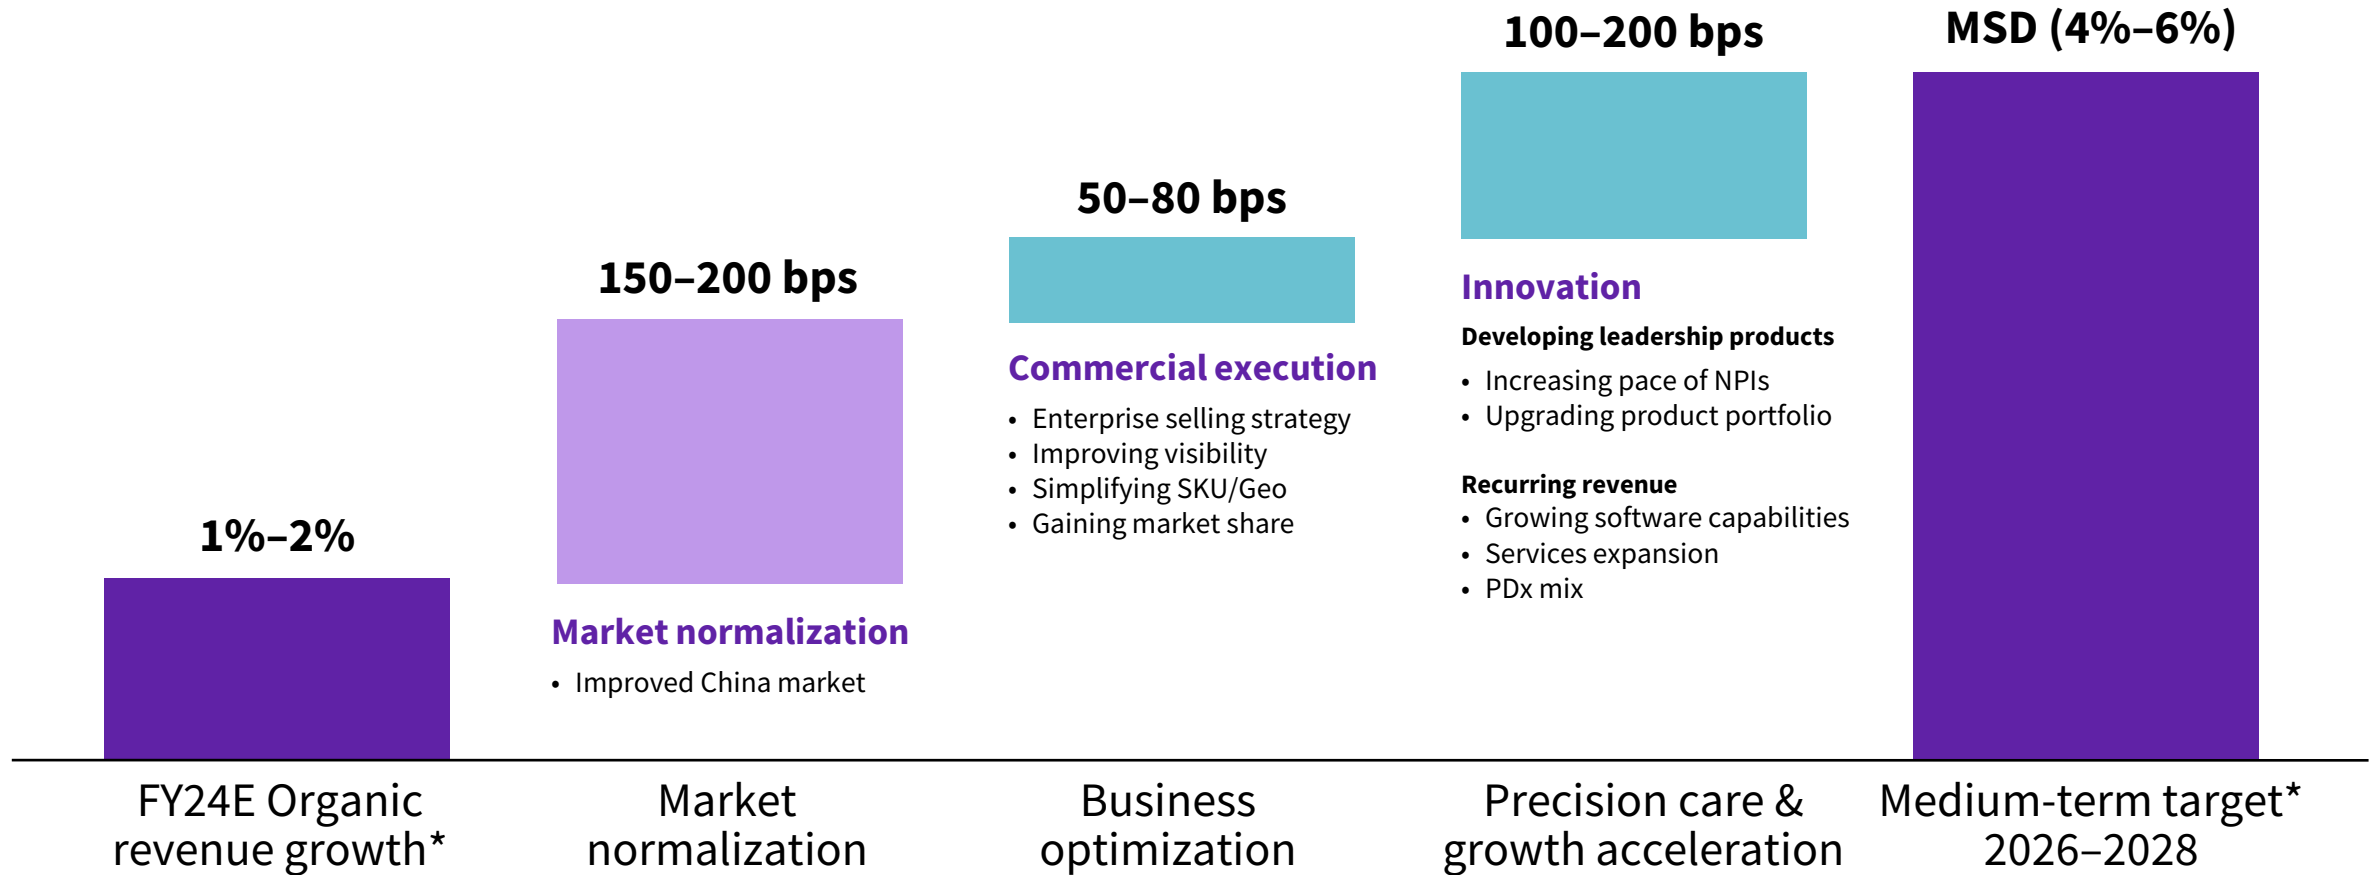 1%–2%
FY24E Organic
revenue growth*
150–200 bps
Market normalization
• Improved China market
Market
normalization
50–80 bps
Commercial execution
• Enterprise selling strategy
• Improving visibility
• Simplifying SKU/Geo
• Gaining market share
Business
optimization
100–200 bps
Innovation
Developing leadership products
• Increasing pace of NPIs
• Upgrading product portfolio
Recurring revenue
• Growing software capabilities
• Services expansion
• PDx mix
Precision care &
growth acceleration
MSD (4%–6%)
Medium-term target*
2026–2028